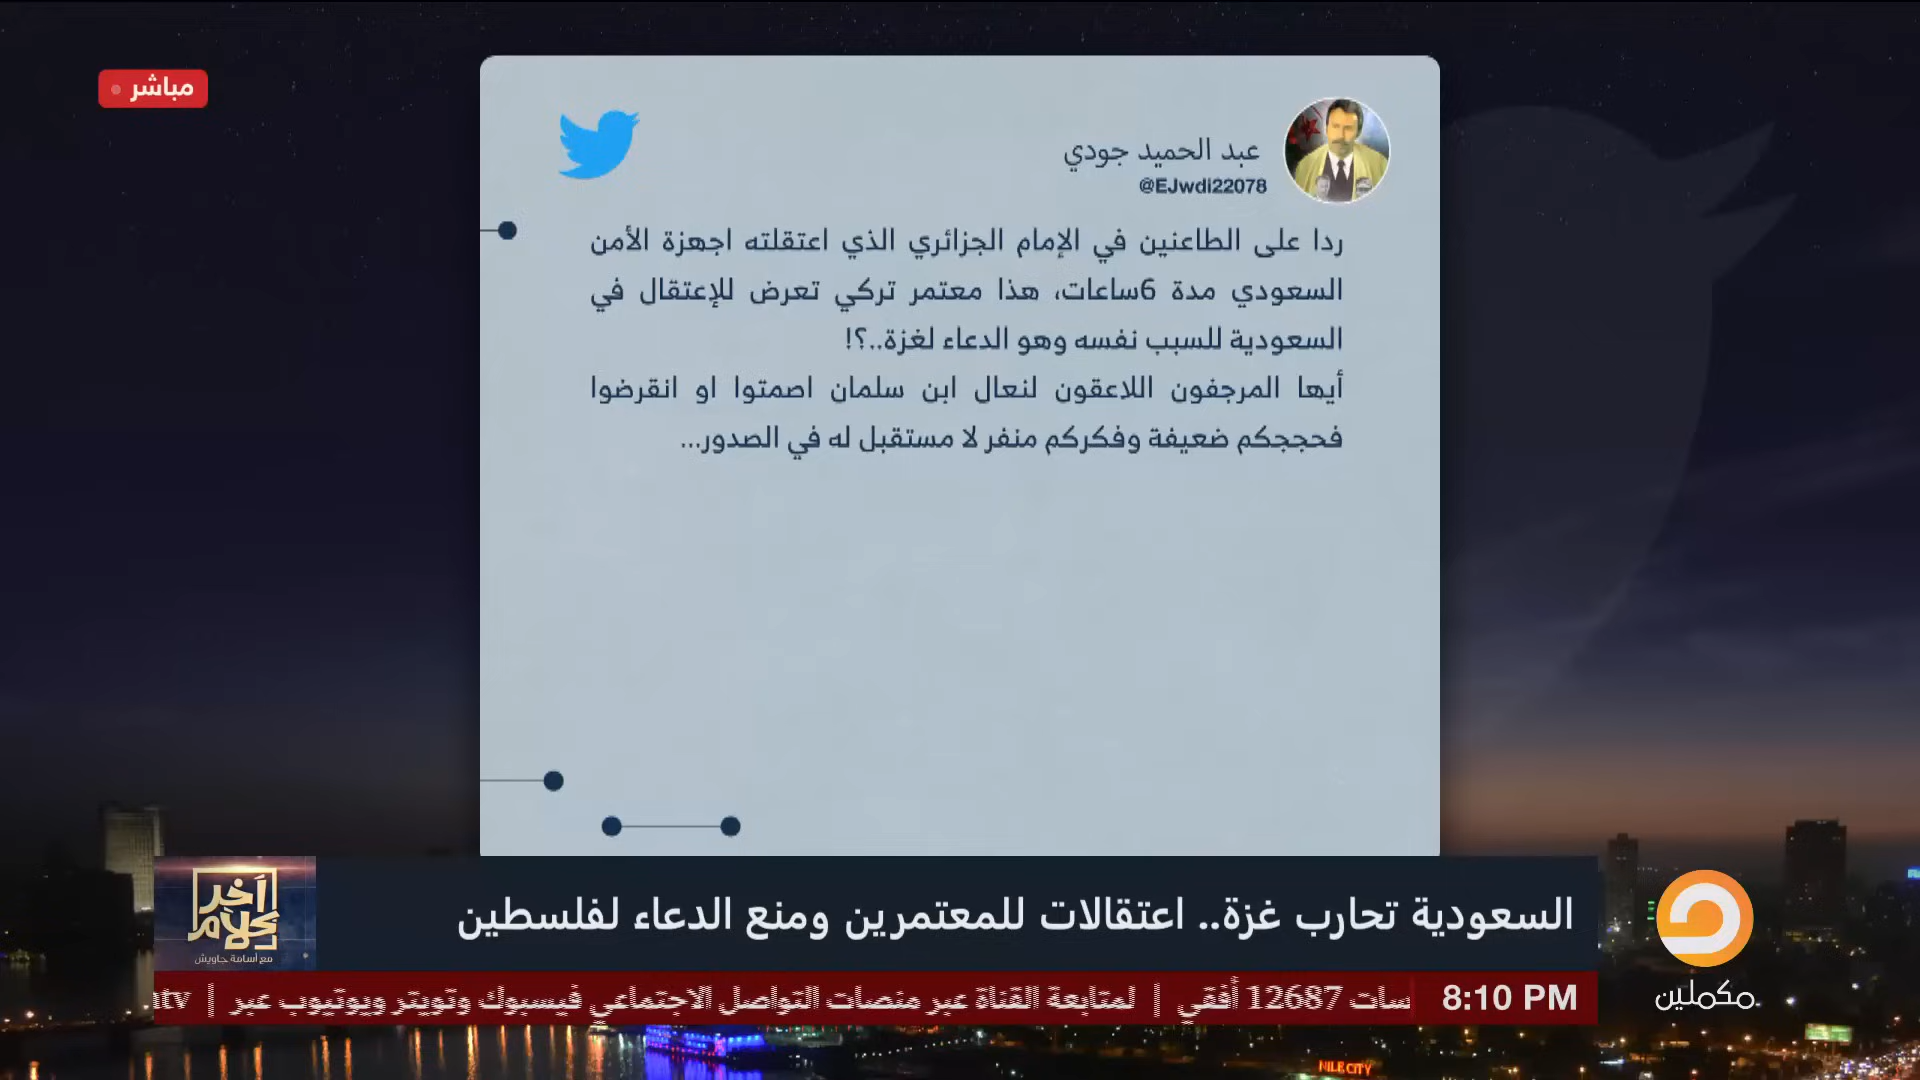 مباشر
عبد الحميد جودي
@EJwdi22078
ردا على الطاعنين في الإمام الجزائري الذي اعتقلته اجهزة الأمن
السعودي مدة 6ساعات، هذا معتمر تركي تعرض للإعتقال في
السعودية للسبب نفسه وهو الدعاء لغزة..؟!
أيها المرجفون اللاعقون لنعال ابن سلمان اصمتوا او انقرضوا
فحججكم ضعيفة وفكركم منفر لا مستقبل له في الصدور...
السعودية تحارب غزة.. اعتقالات للمعتمرين ومنع الدعاء لفلسطين
آخر
كلام
مع أسامة جاويش
8:10 PM
سات 12687 أفقي | لمتابعة القناة عبر منصات التواصل الاجتماعي فيسبوك وتويتر ويوتيوب عبر |
مكملين
NILE CITY